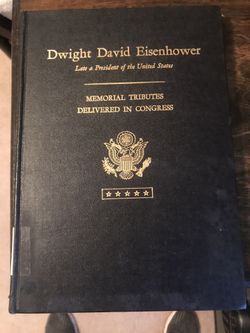 Dwight David Eisenhower
Late a President of the United States
MEMORIAL TRIBUTES
DELIVERED IN CONGRESS